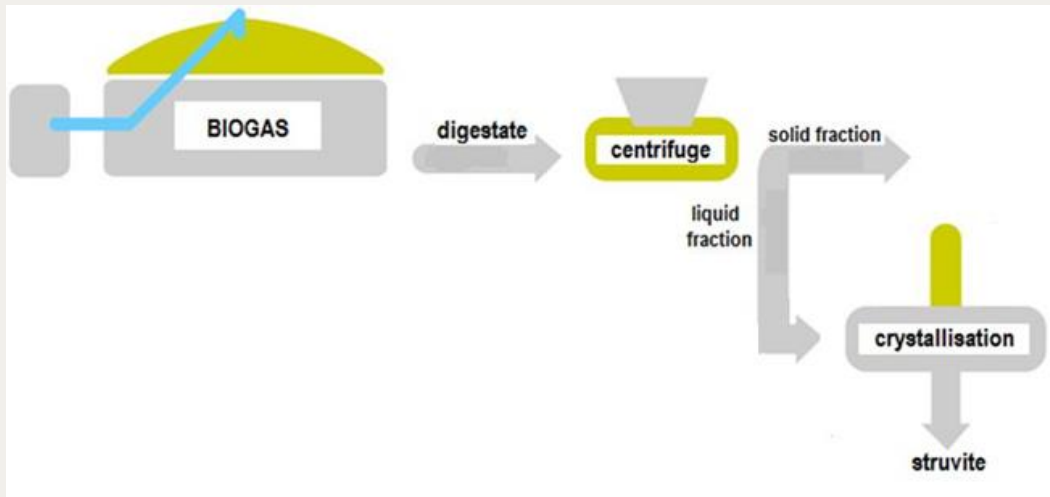 BIOGAS
digestate
centrifuge
solid fraction
liquid
fraction
crystallisation
struvite